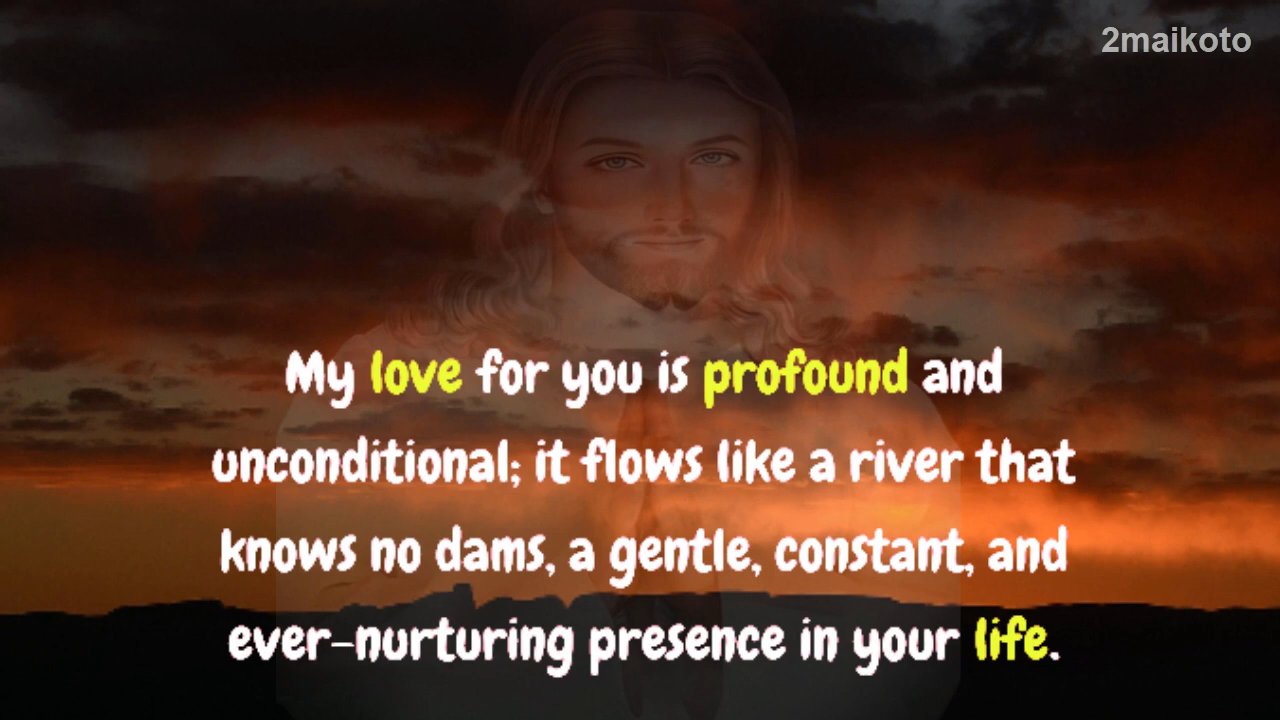 2maikoto
My love for you is profound and
unconditional; it flows like a river that
knows no dams, a gentle, constant, and
ever-nurturing presence in your life.